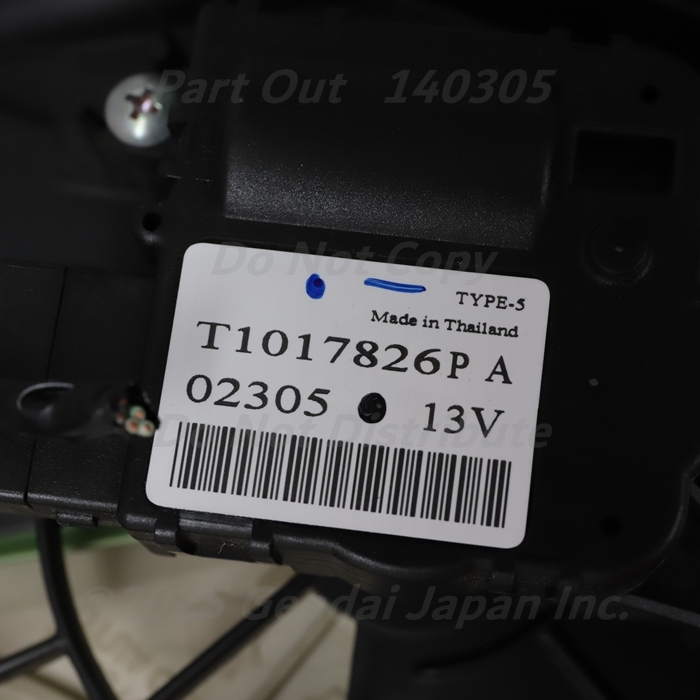 Part Out 140305
Do Not Copy
TYPE-5
Made in Thailand
T1017826P A
02305 13V
Do Not Distribute
Gendai Japan Inc.